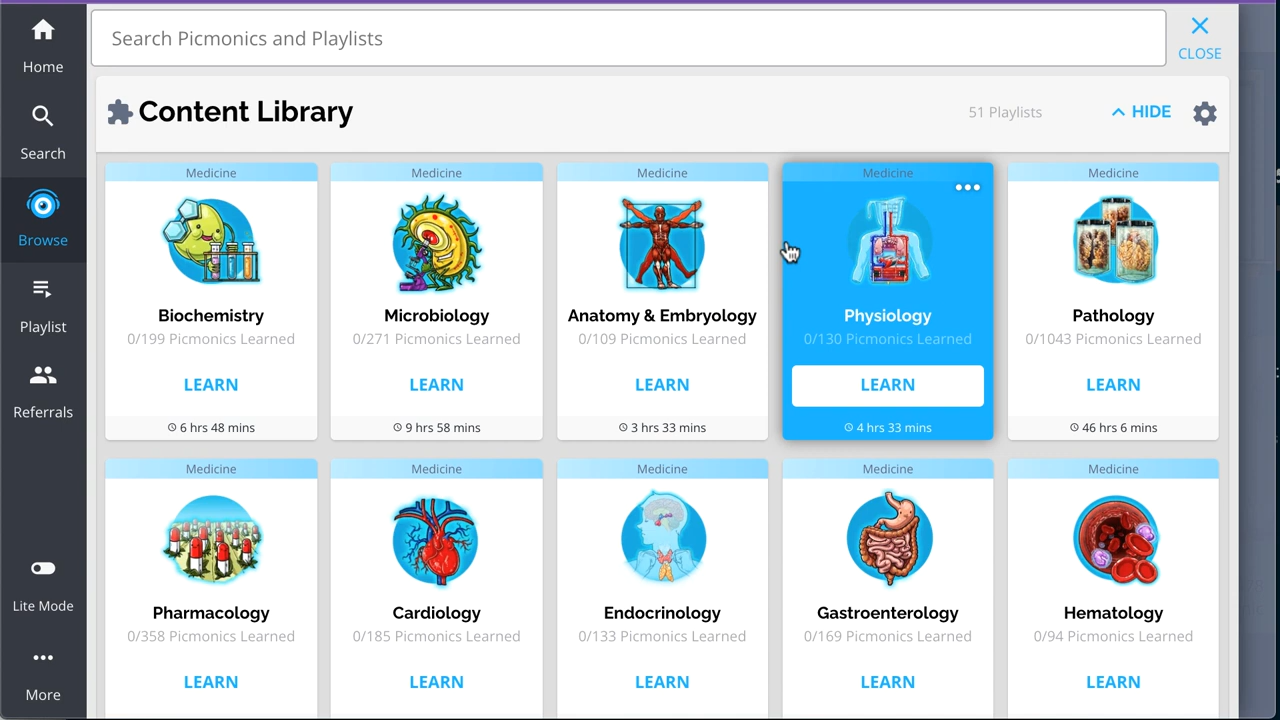 Home
Search
Browse
Playlist
Referrals
Lite Mode
More
Search Picmonics and Playlists
CLOSE
Content Library
51 Playlists
HIDE
Medicine
Biochemistry
0/199 Picmonics Learned
LEARN
6 hrs 48 mins
Medicine
Microbiology
0/271 Picmonics Learned
LEARN
9 hrs 58 mins
Medicine
Anatomy & Embryology
0/109 Picmonics Learned
LEARN
3 hrs 33 mins
Medicine
Physiology
0/130 Picmonics Learned
LEARN
4 hrs 33 mins
Medicine
Pathology
0/1043 Picmonics Learned
LEARN
46 hrs 6 mins
Medicine
Pharmacology
0/358 Picmonics Learned
LEARN
Medicine
Cardiology
0/185 Picmonics Learned
LEARN
Medicine
Endocrinology
0/133 Picmonics Learned
LEARN
Medicine
Gastroenterology
0/169 Picmonics Learned
LEARN
Medicine
Hematology
0/94 Picmonics Learned
LEARN